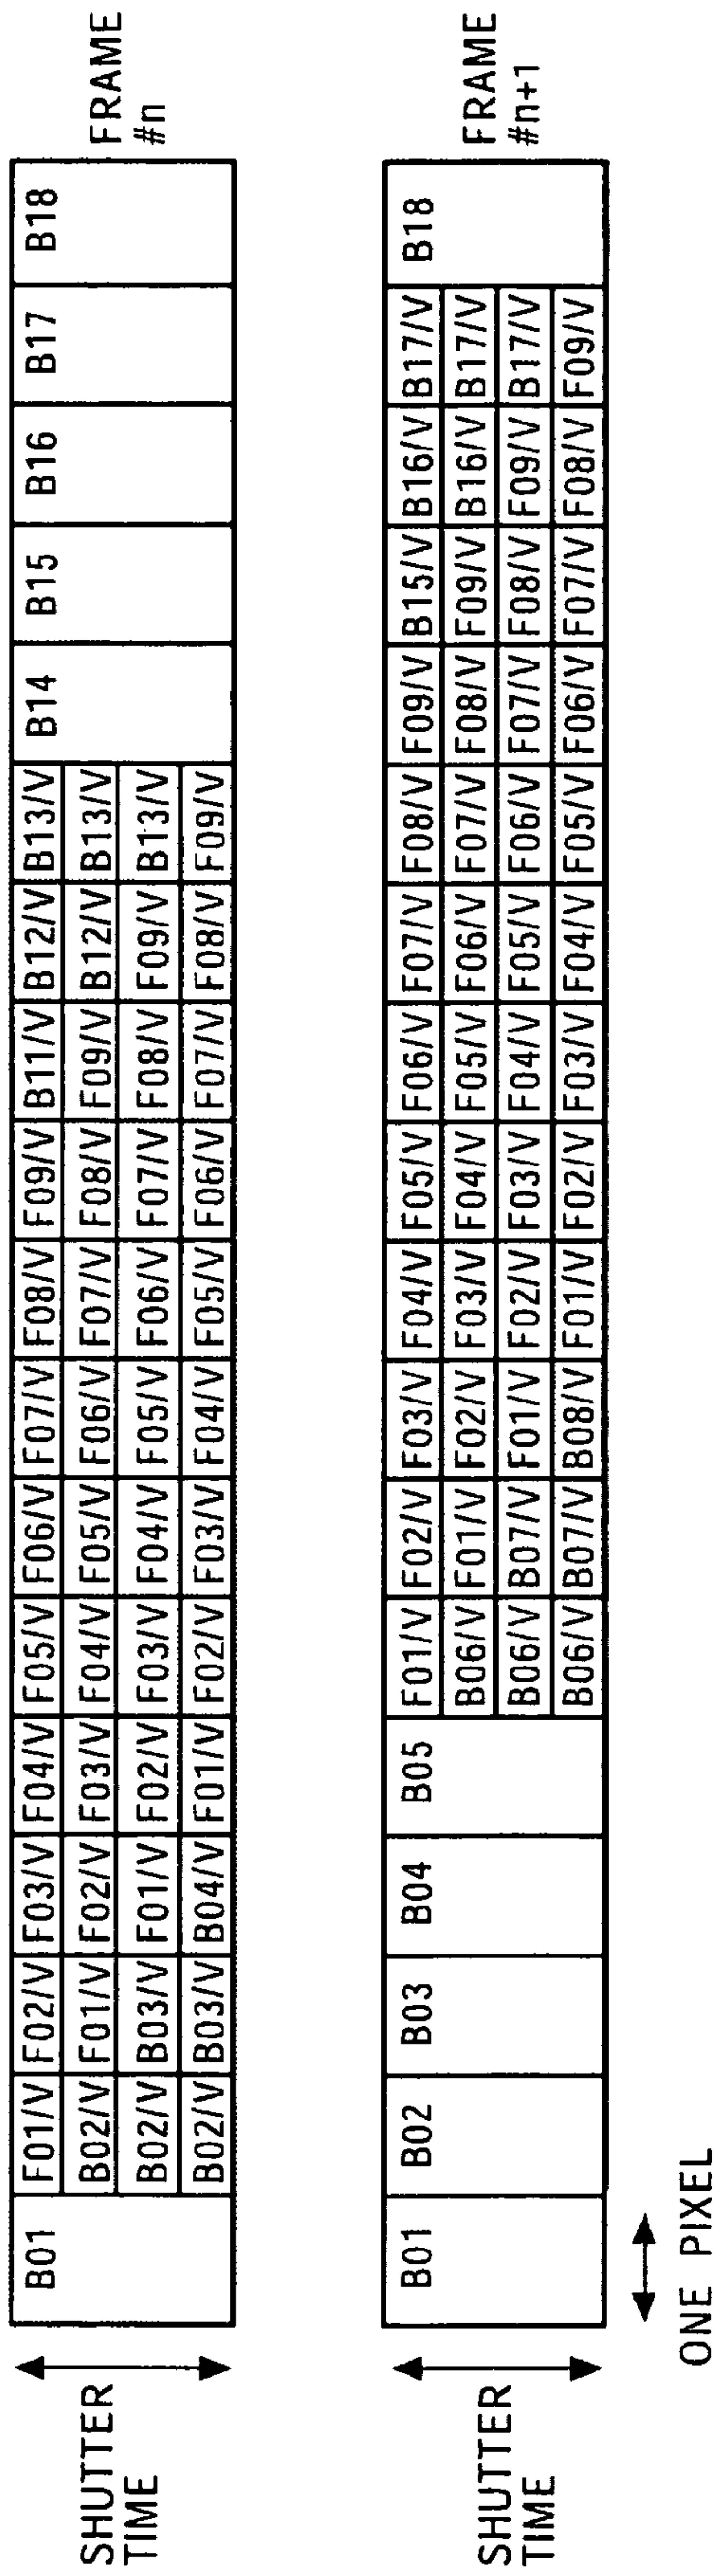 SHUTTER
TIME
B01 F01/V F02/V F03/V F04/V F05/V F06/V F07/V F08/V F09/V B11/V B12/V B13/V B14 B15 B16 B17 B18
B02/V F01/V F02/V F03/V F04/V F05/V F06/V F07/V F08/V F09/V B12/V B13/V
B02/V B03/V F01/V F02/V F03/V F04/V F05/V F06/V F07/V F08/V F09/V B13/V
B02/V B03/V B04/V F01/V F02/V F03/V F04/V F05/V F06/V F07/V F08/V F09/V
FRAME
#n
SHUTTER
TIME
B01 B02 B03 B04 B05 F01/V F02/V F03/V F04/V F05/V F06/V F07/V F08/V F09/V B15/V B16/V B17/V B18
B06/V F01/V F02/V F03/V F04/V F05/V F06/V F07/V F08/V F09/V B16/V B17/V
B06/V B07/V F01/V F02/V F03/V F04/V F05/V F06/V F07/V F08/V F09/V B17/V
B06/V B07/V B08/V F01/V F02/V F03/V F04/V F05/V F06/V F07/V F08/V F09/V
FRAME
#n+1
ONE PIXEL